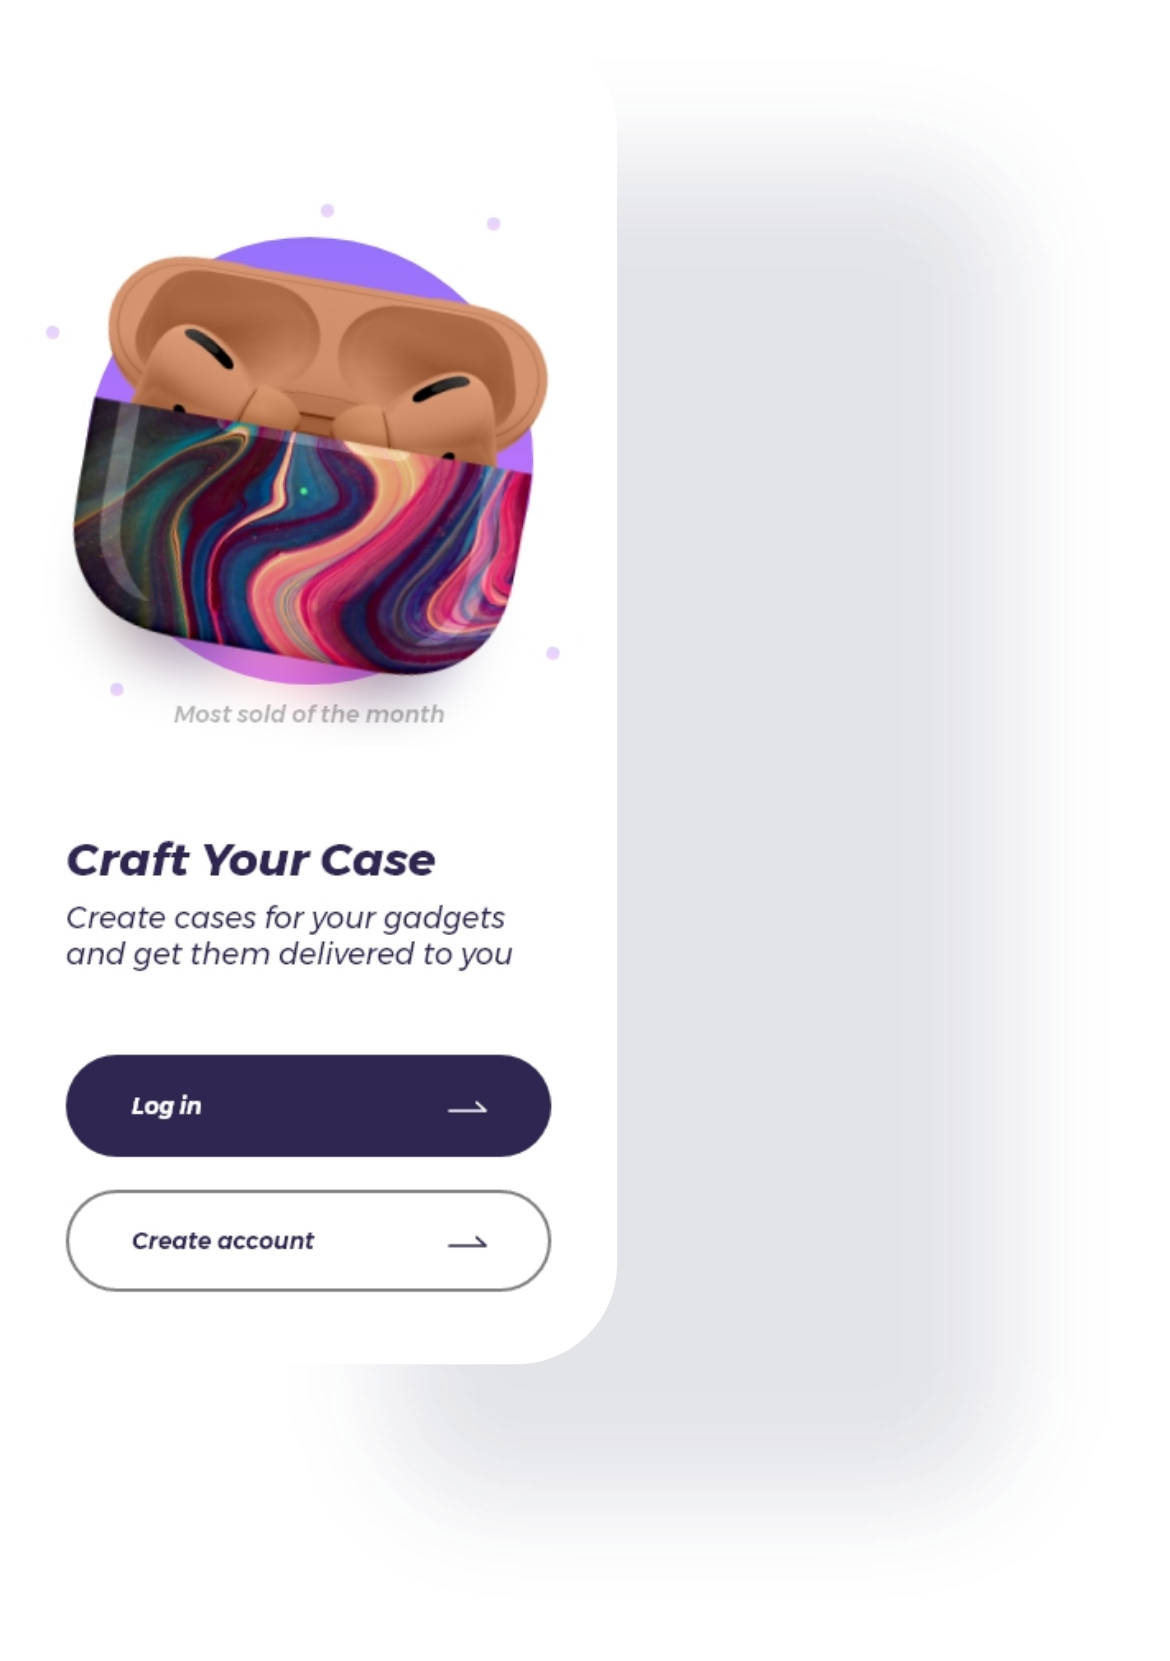 Most sold of the month
Craft Your Case
Create cases for your gadgets
and get them delivered to you
Log in
Create account